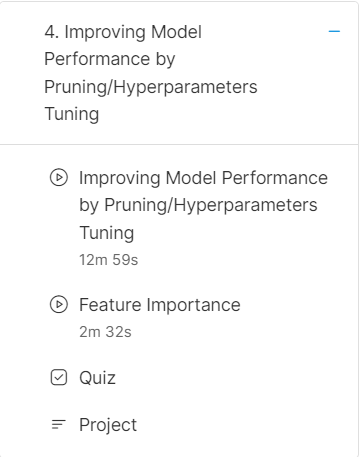 4. Improving Model
Performance by
Pruning/Hyperparameters
Tuning
Improving Model Performance
by Pruning/Hyperparameters
Tuning
12m 59s
Feature Importance
2m 32s
Quiz
Project